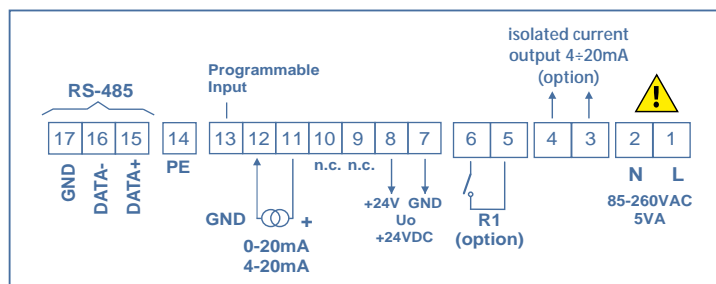 isolated current
output 4÷20mA
(option)
Programmable
Input
RS-485
17 16 15 14 13 12 11 10 9 8 7 6 5 4 3 2 1
GND DATA- DATA+
PE
n.c. n.c.
N L
85-260VAC
5VA
+24V GND
Uo
+24VDC
R1
(option)
GND +
0-20mA
4-20mA
!